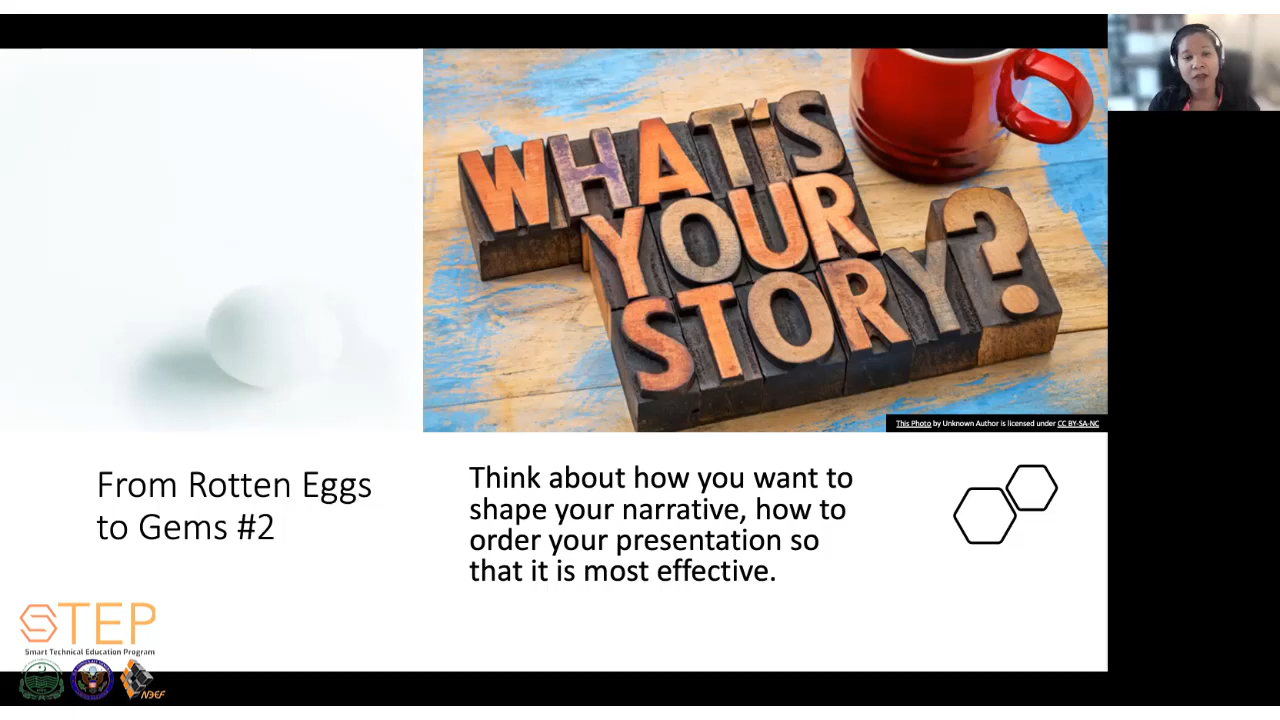 WHAT'S
YOUR
STORY?
This Photo by Unknown Author is licensed under CC BY-SA-NC
From Rotten Eggs
to Gems #2
Think about how you want to
shape your narrative, how to
order your presentation so
that it is most effective.
STEP
Smart Technical Education Program
NDEF